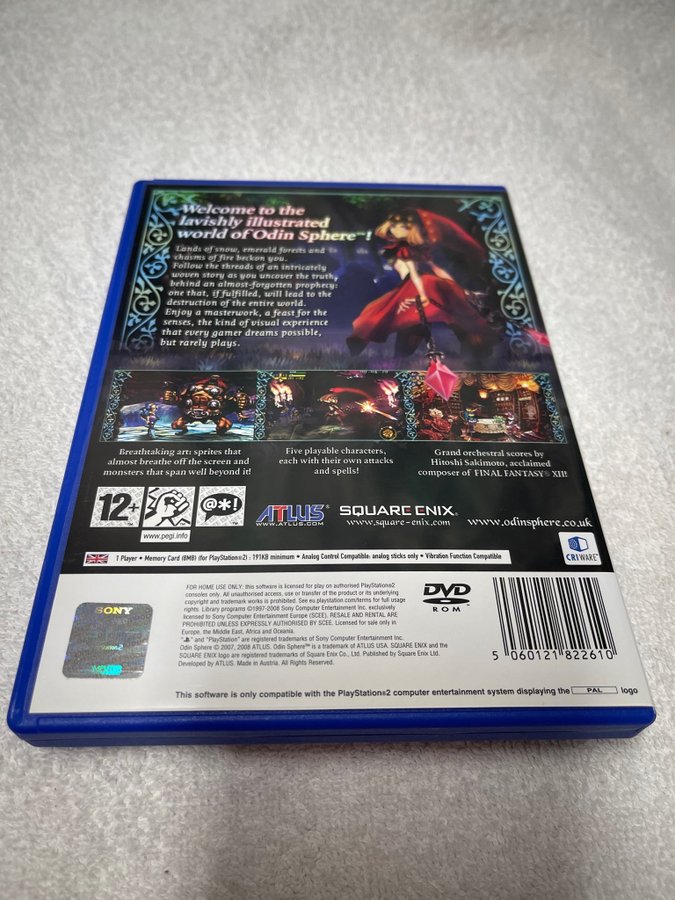 Welcome to the
lavishly illustrated
world of Odin Sphere™!
Lands of snow, emerald forests and
chasms of fire beckon you.
Follow the threads of an intricately
woven story as you uncover the truth
behind an almost-forgotten prophecy:
one that, if fulfilled, will lead to the
destruction of the entire world.
Enjoy a masterwork, a feast for the
senses, the kind of visual experience
that every gamer dreams possible,
but rarely plays.
Breathtaking art: sprites that
almost breathe off the screen and
monsters that span well beyond it!
Five playable characters,
each with their own attacks
and spells!
Grand orchestral scores by
Hitoshi Sakimoto, acclaimed
composer of FINAL FANTASY® XII!
12+
@*!
www.pegi.info
ATLUS®
WWW.ATLUS.COM
SQUARE ENIX®
www.square-enix.com
www.odinsphere.co.uk
CRIWARE™
1 Player • Memory Card (8MB) (for PlayStation®2) : 191KB minimum • Analog Control Compatible: analog sticks only • Vibration Function Compatible
FOR HOME USE ONLY: this software is licensed for play on authorised PlayStation®2
consoles only. All unauthorised access, use or transfer of the product or its underlying
copyright and trademark works is prohibited. See eu.playstation.com/terms for full usage
rights. Library programs ©1997-2008 Sony Computer Entertainment Inc. exclusively
licensed to Sony Computer Entertainment Europe (SCEE). RESALE AND RENTAL ARE
PROHIBITED UNLESS EXPRESSLY AUTHORISED BY SCEE. Licensed for sale only in
Europe, the Middle East, Africa and Oceania.
" " and "PlayStation" are registered trademarks of Sony Computer Entertainment Inc.
Odin Sphere © 2007, 2008 ATLUS. Odin Sphere™ is a trademark of ATLUS USA. SQUARE ENIX and the
SQUARE ENIX logo are registered trademarks of Square Enix Co., Ltd. Published by Square Enix Ltd.
Developed by ATLUS. Made in Austria. All Rights Reserved.
DVD
ROM
SONY
5 060121 822610
This software is only compatible with the PlayStation®2 computer entertainment system displaying the PAL logo